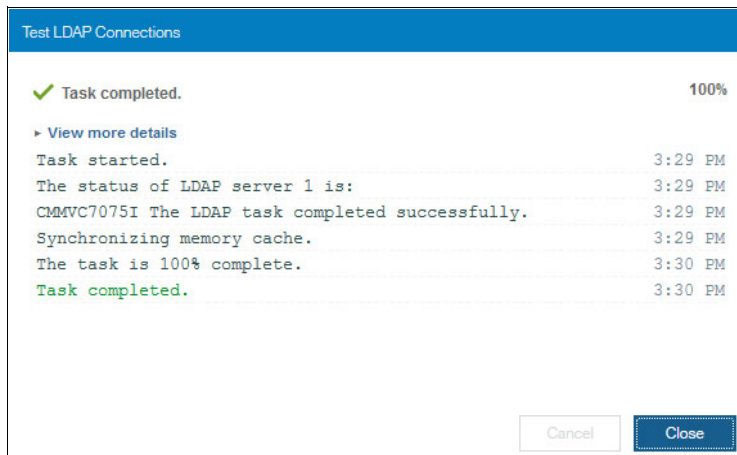 Test LDAP Connections
Task completed. 100%
View more details
Task started. 3:29 PM
The status of LDAP server 1 is: 3:29 PM
CMMVC7075I The LDAP task completed successfully. 3:29 PM
Synchronizing memory cache. 3:29 PM
The task is 100% complete. 3:30 PM
Task completed. 3:30 PM
Cancel Close